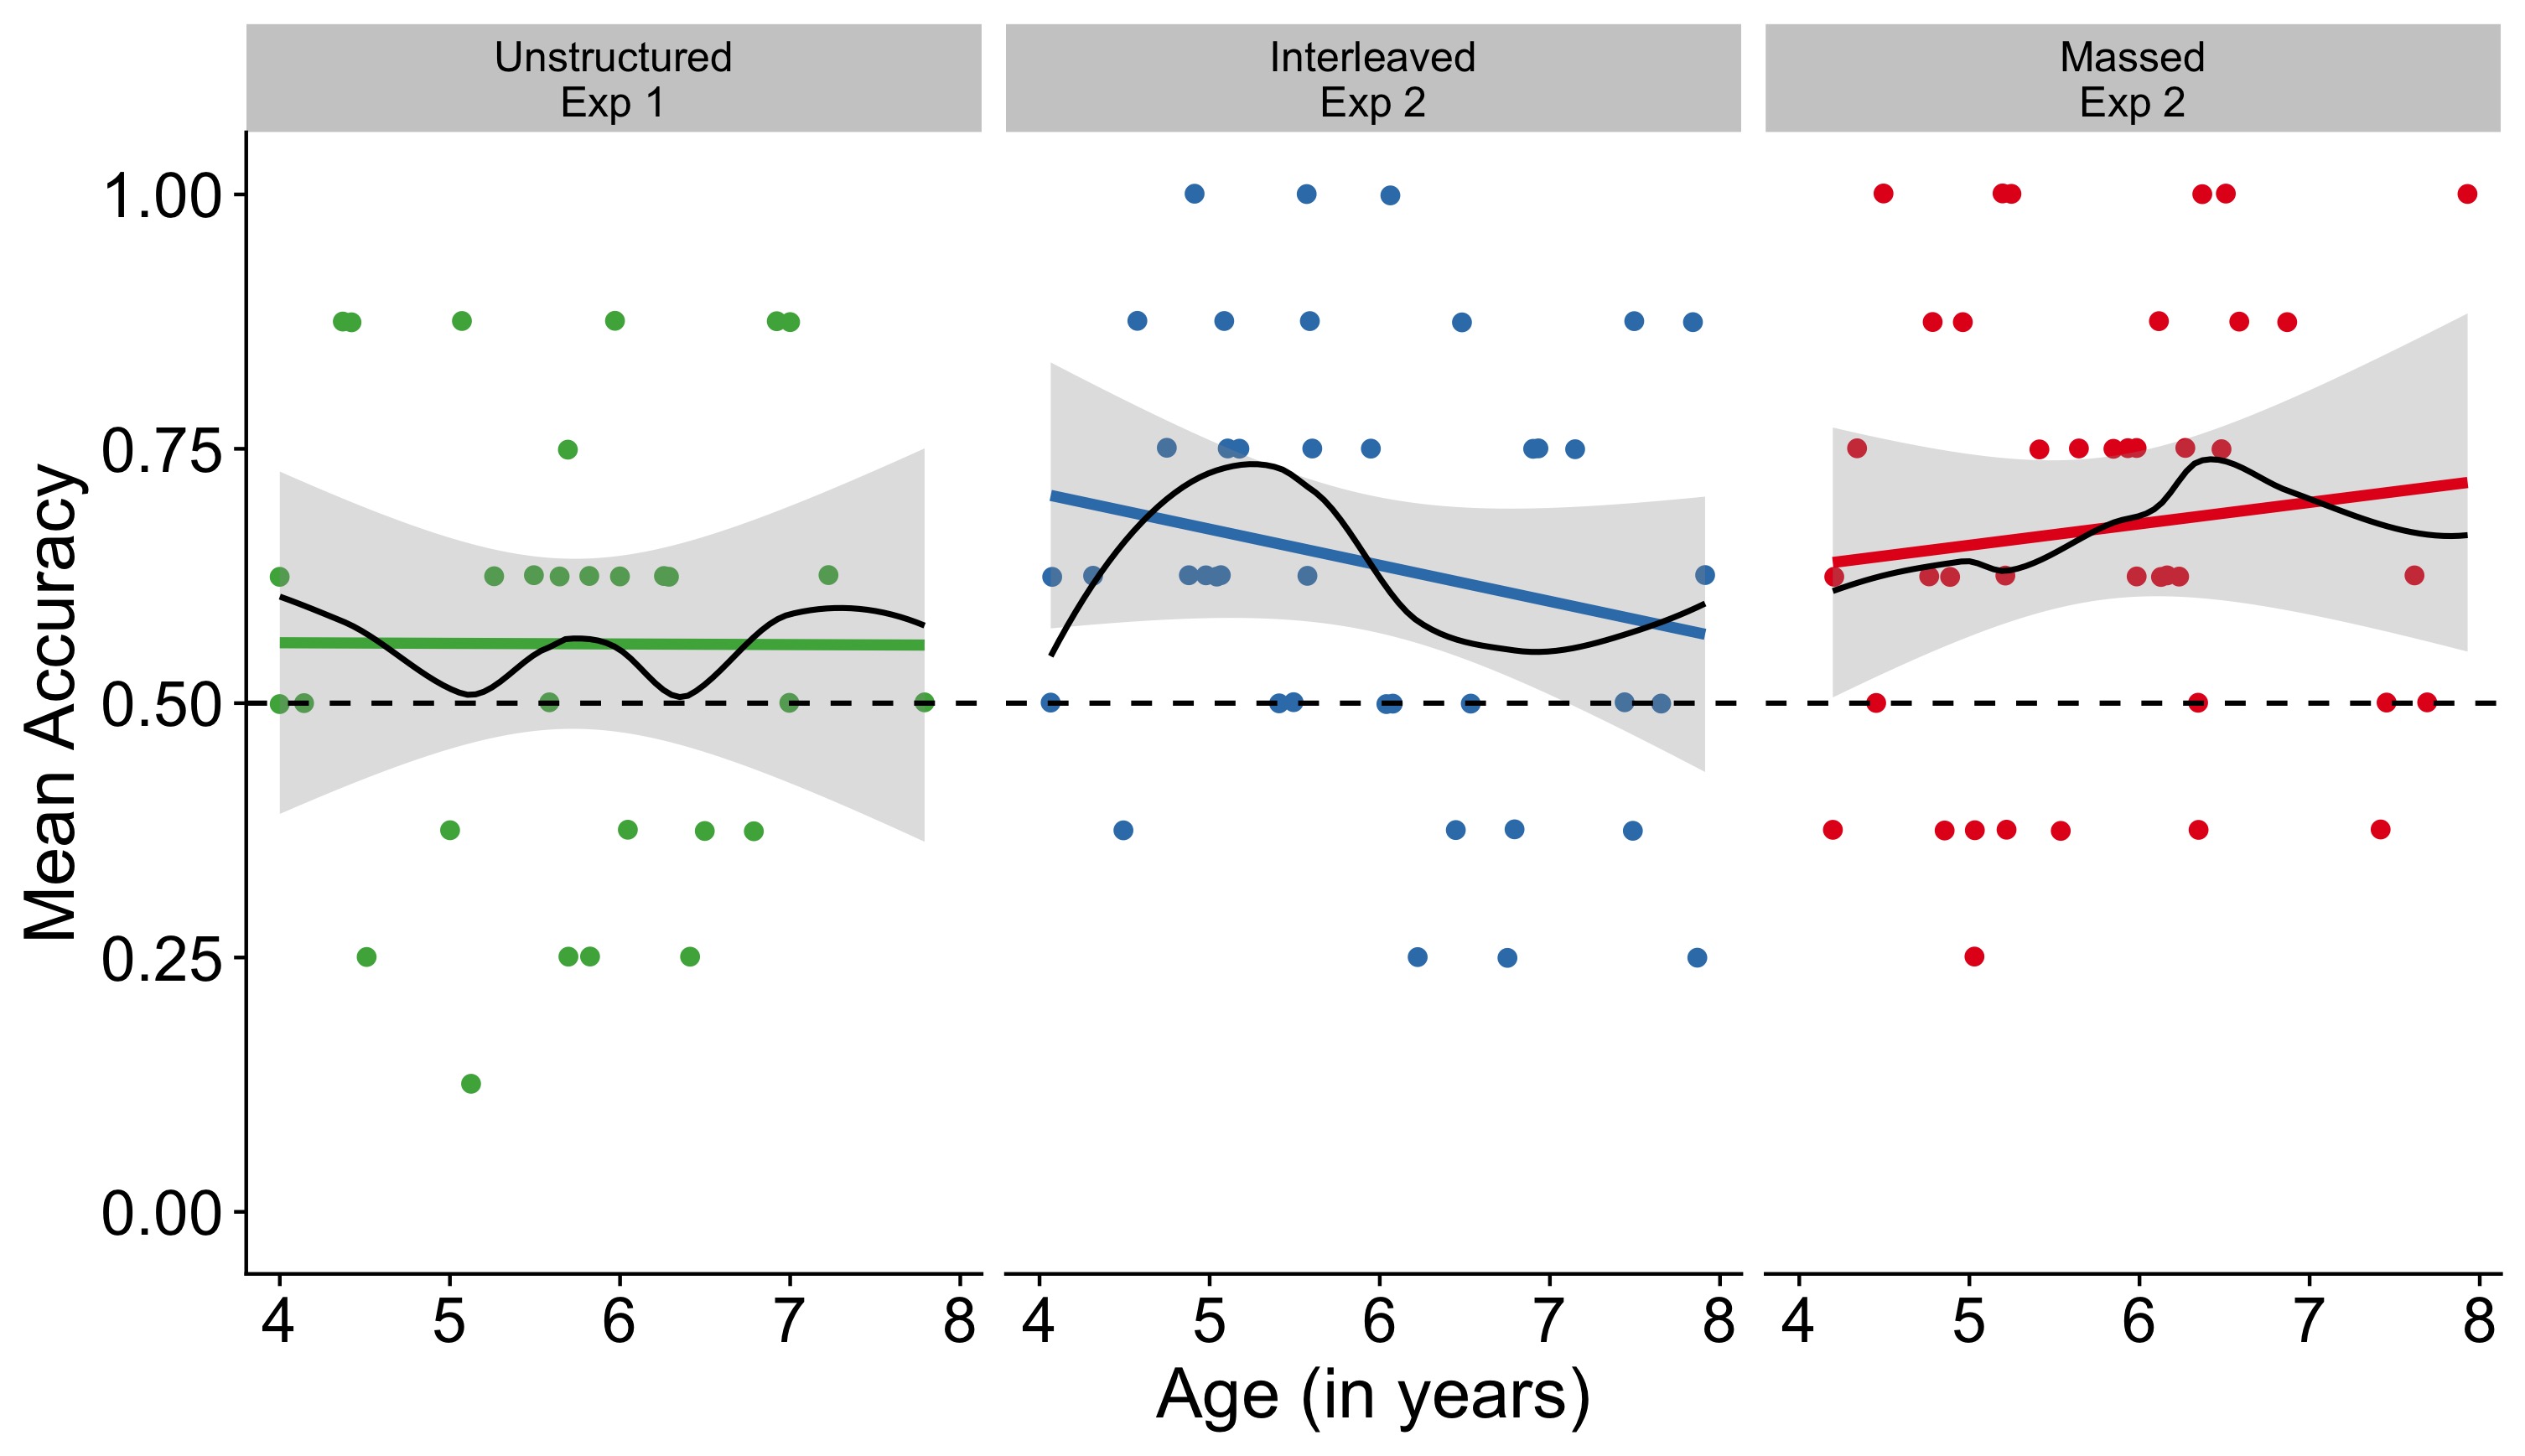 Unstructured
Exp 1
Interleaved
Exp 2
Massed
Exp 2
Mean Accuracy
1.00
0.75
0.50
0.25
0.00
4 5 6 7 8
4 5 6 7 8
4 5 6 7 8
Age (in years)